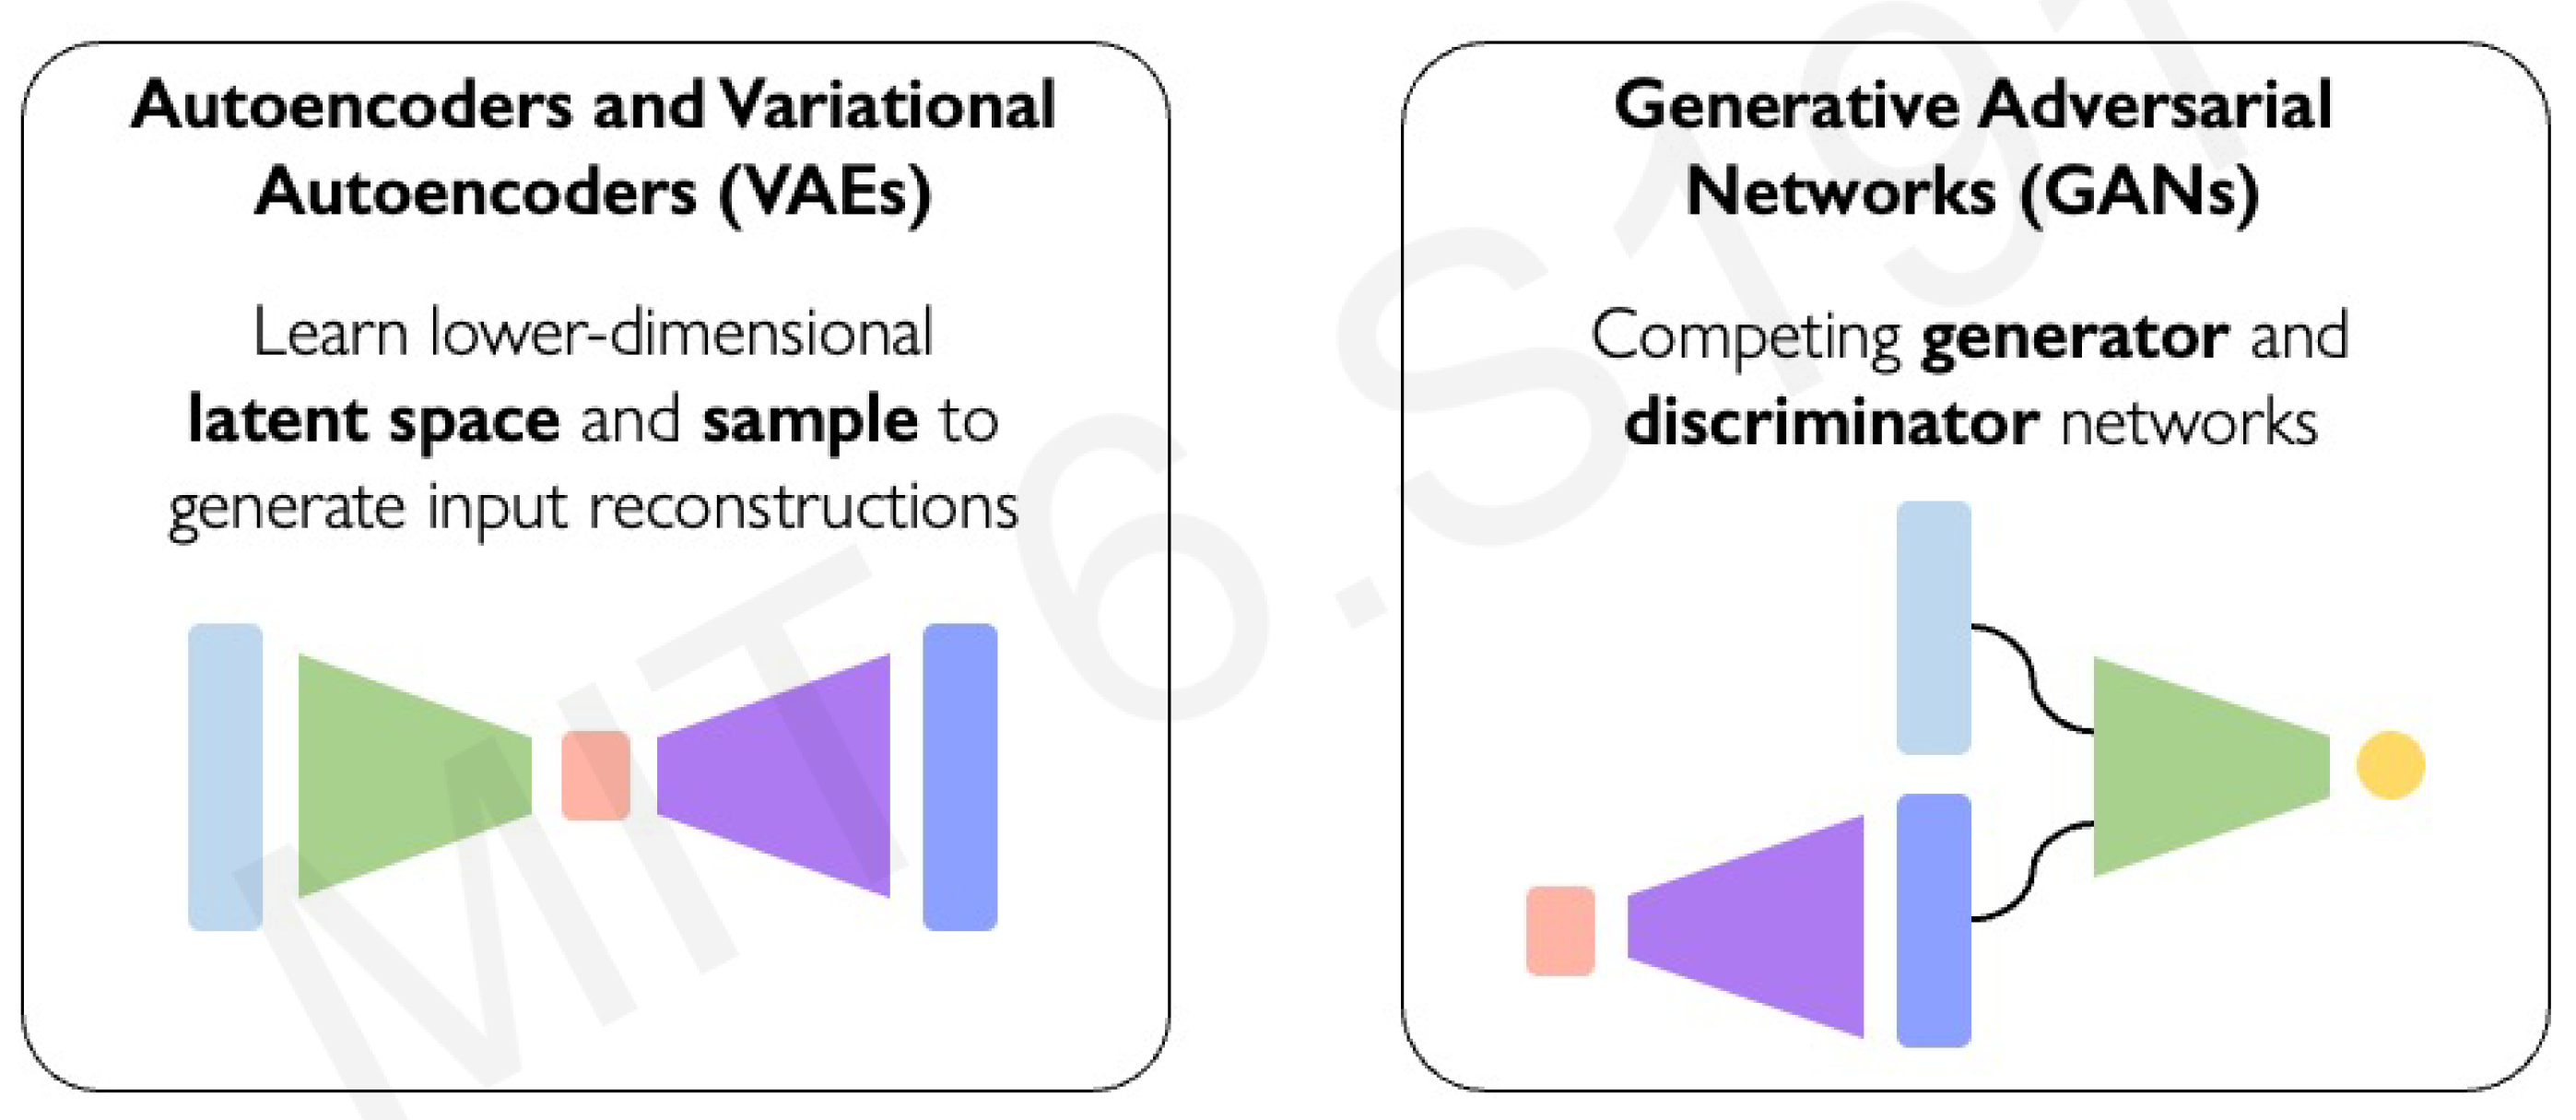 Autoencoders and Variational
Autoencoders (VAEs)
Learn lower-dimensional
latent space and sample to
generate input reconstructions
Generative Adversarial
Networks (GANs)
Competing generator and
discriminator networks
MIT 6.S191